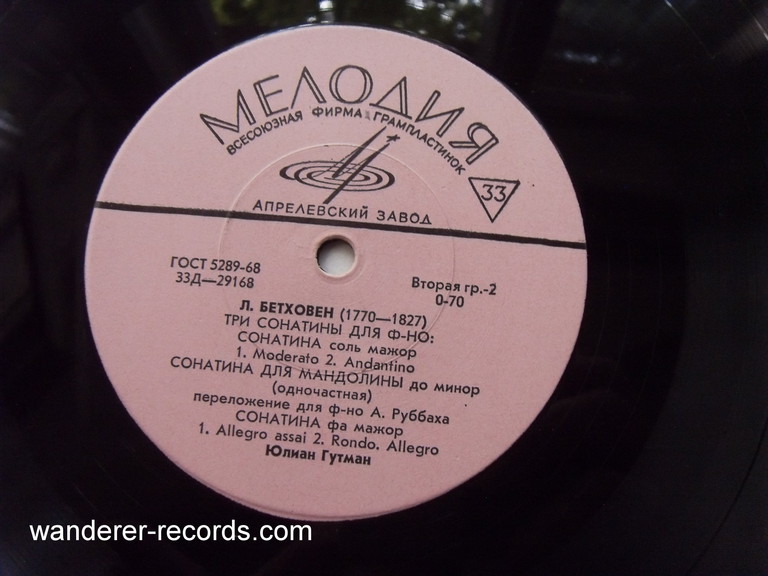 МЕЛОДИЯ
ВСЕСОЮЗНАЯ ФИРМА ГРАМПЛАСТИНОК
33
АПРЕЛЕВСКИЙ ЗАВОД
ГОСТ 5289-68
33Д—29168
Вторая гр.-2
0-70
Л. БЕТХОВЕН (1770—1827)
ТРИ СОНАТИНЫ ДЛЯ Ф-НО:
СОНАТИНА соль мажор
1. Moderato 2. Andantino
СОНАТИНА ДЛЯ МАНДОЛИНЫ до минор
(одночастная)
переложение для ф-но А. Руббаха
СОНАТИНА фа мажор
1. Allegro assai 2. Rondo. Allegro
Юлиан Гутман
wanderer-records.com